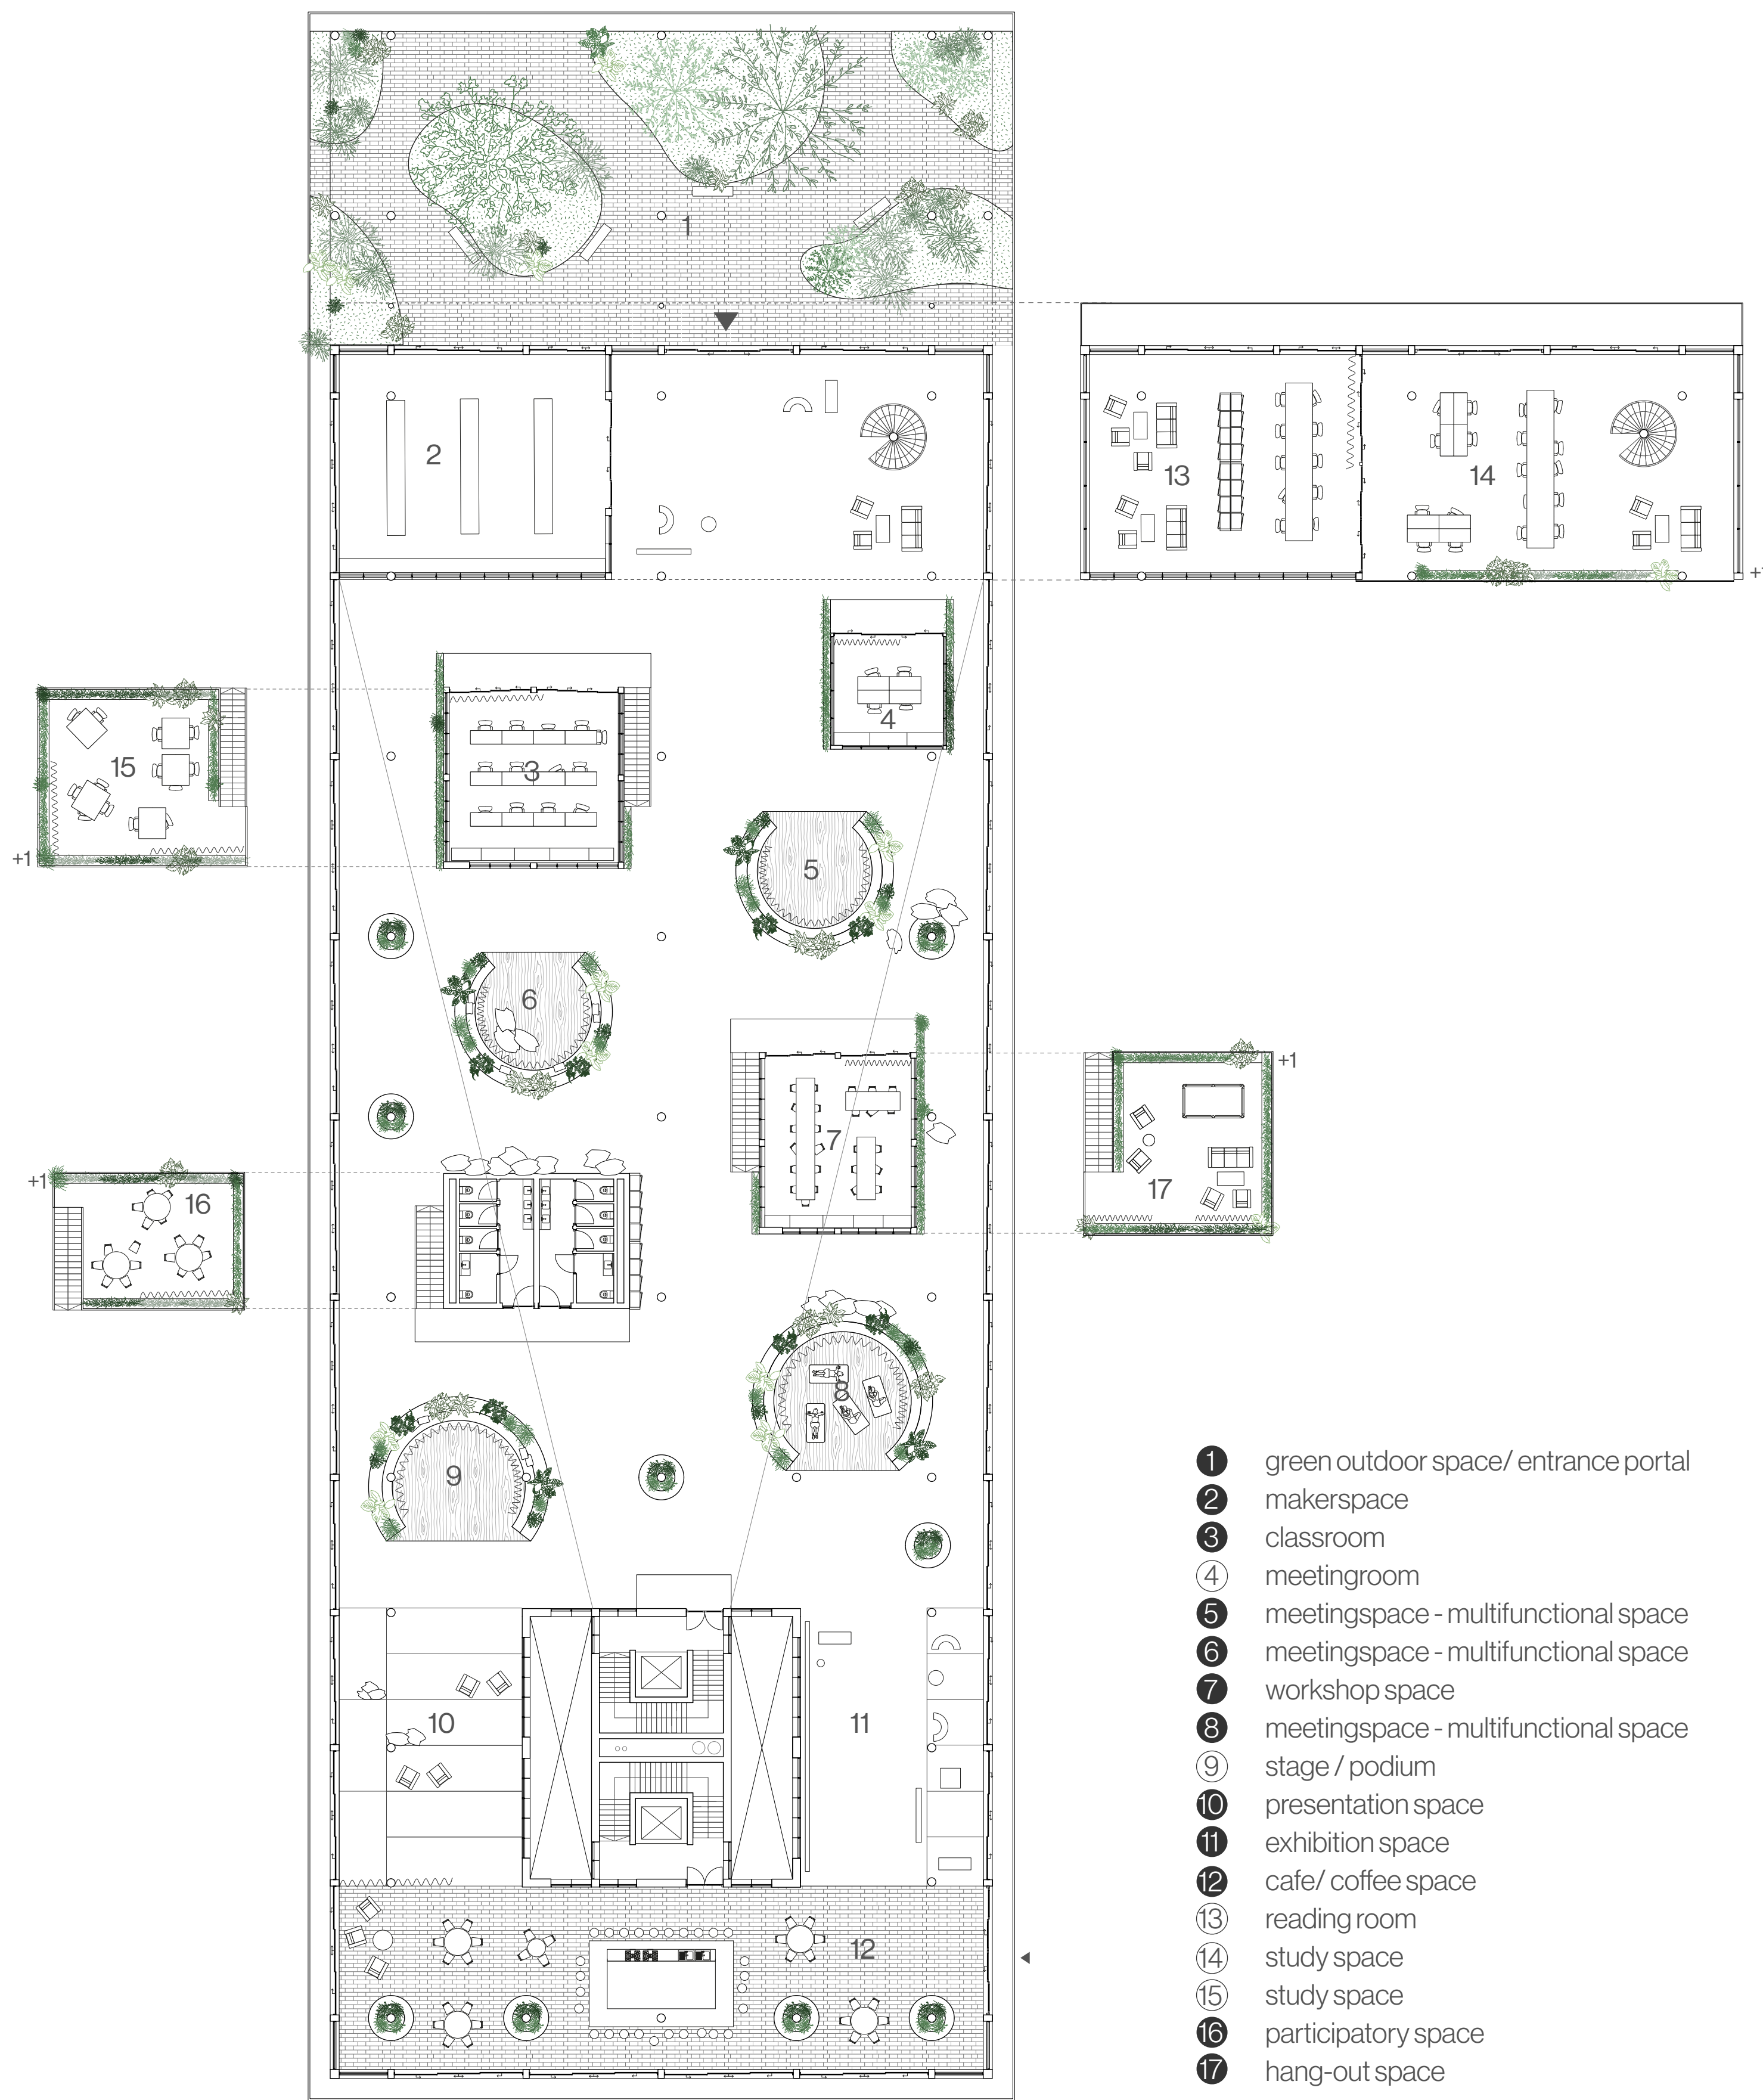 1
2
13
14
+
4
3
15
+1
5
6
+1
7
17
+1
16
8
9
10
11
12
1 green outdoor space/ entrance portal
2 makerspace
3 classroom
4 meetingroom
5 meetingspace - multifunctional space
6 meetingspace - multifunctional space
7 workshop space
8 meetingspace - multifunctional space
9 stage / podium
10 presentation space
11 exhibition space
12 cafe/ coffee space
13 reading room
14 study space
15 study space
16 participatory space
17 hang-out space